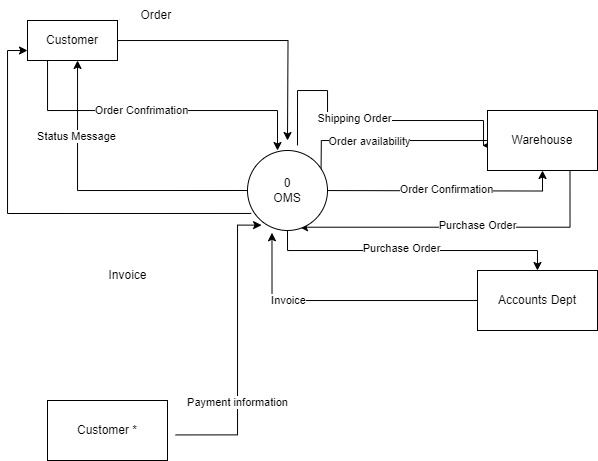 Order
Customer
Order Confrimation
Shipping Order
Status Message
Order availability
Warehouse
0
OMS
Order Confirmation
Purchase Order
Purchase Order
Invoice
Invoice
Accounts Dept
Payment information
Customer *